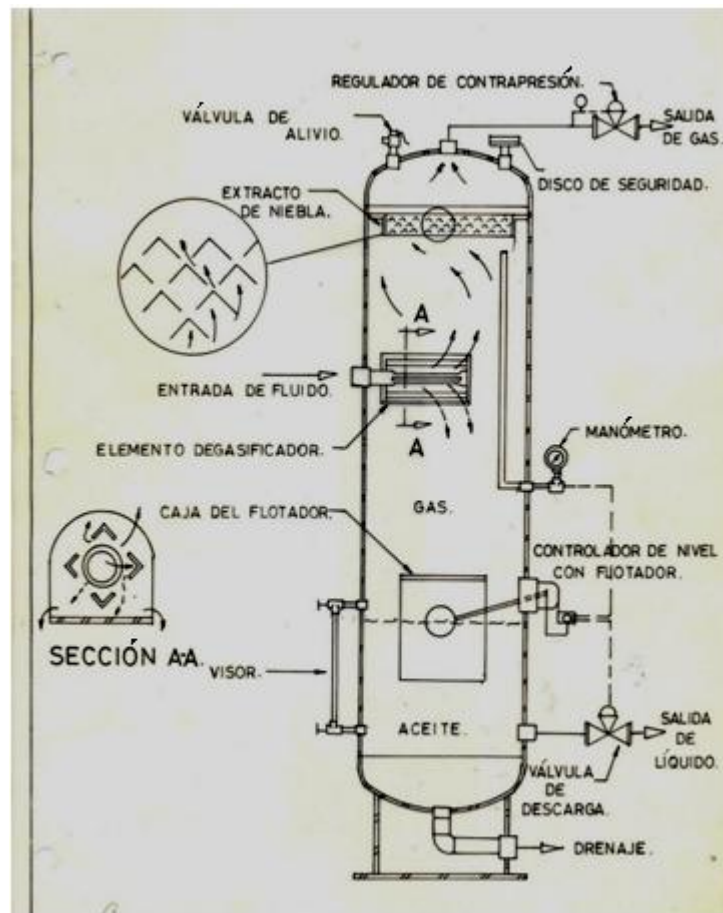 REGULADOR DE CONTRAPRESIÓN.
VÁLVULA DE
ALIVIO.
SALIDA
DE GAS.
DISCO DE SEGURIDAD.
EXTRACTO
DE NIEBLA.
A
ENTRADA DE FLUIDO.
ELEMENTO DEGASIFICADOR.
A
MANÓMETRO.
CAJA DEL FLOTADOR.
GAS.
CONTROLADOR DE NIVEL
CON FLOTADOR.
SECCIÓN A-A.
VISOR.
ACEITE.
SALIDA
DE
LÍQUIDO.
VÁLVULA
DE
DESCARGA.
DRENAJE.